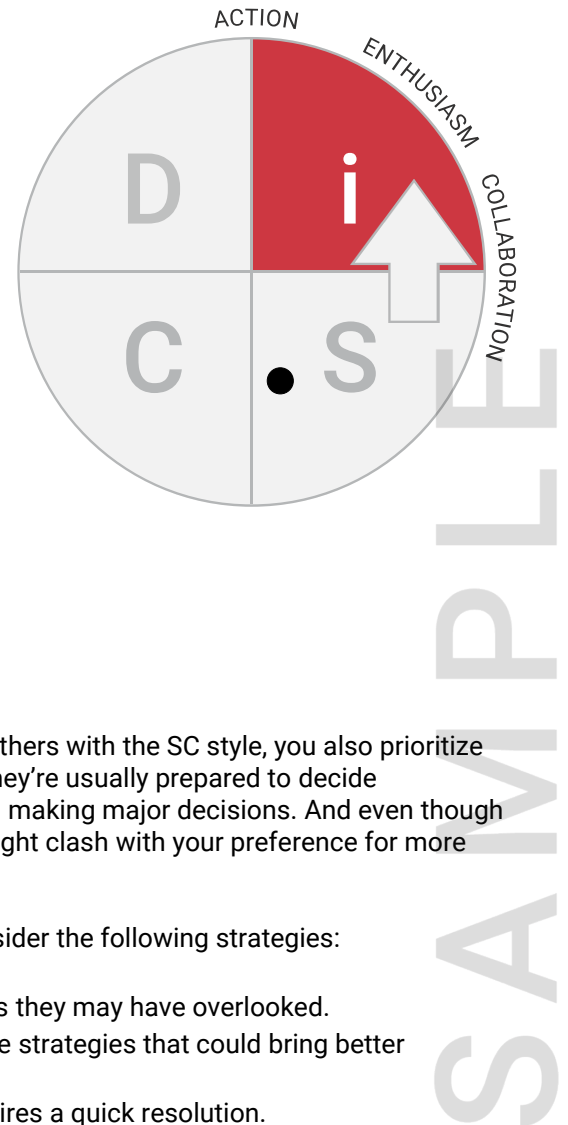 ACTION
ENTHUSIASM
COLLABORATION
D
i
C
S
thers with the SC style, you also prioritize
hey’re usually prepared to decide
making major decisions. And even though
ght clash with your preference for more
sider the following strategies:
s they may have overlooked.
e strategies that could bring better
ires a quick resolution.
SAMPLE